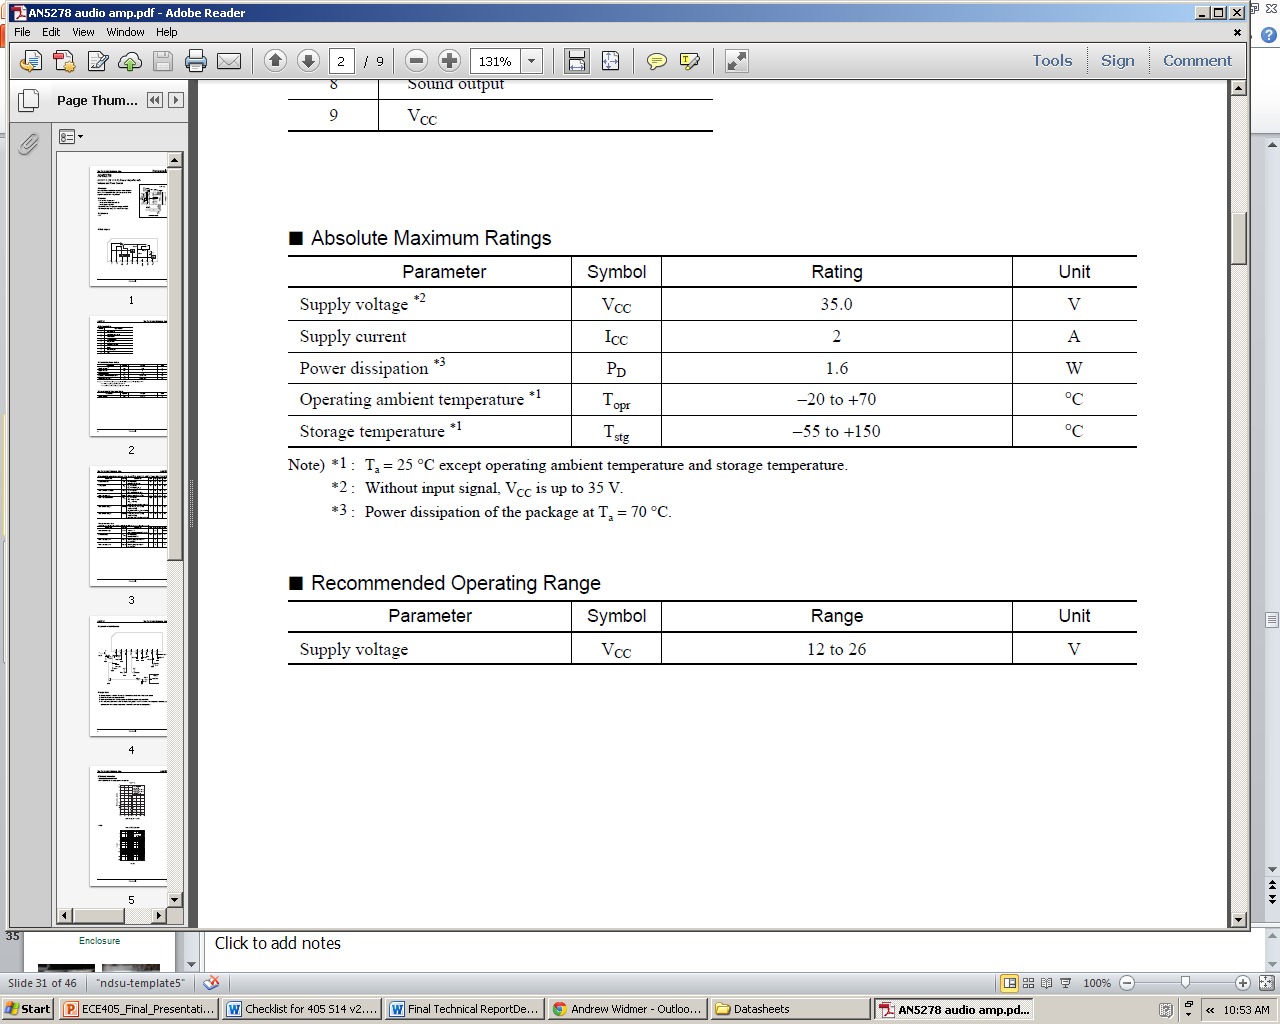 AN5278 audio amp.pdf - Adobe Reader
File Edit View Window Help
2 / 9 131% Tools Sign Comment
Page Thum...
8 Sound output
9 VCC
■ Absolute Maximum Ratings
Parameter Symbol Rating Unit
Supply voltage *2 VCC 35.0 V
Supply current ICC 2 A
Power dissipation *3 PD 1.6 W
Operating ambient temperature *1 Topr −20 to +70 °C
Storage temperature *1 Tstg −55 to +150 °C
Note) *1 : Ta = 25 °C except operating ambient temperature and storage temperature.
*2 : Without input signal, VCC is up to 35 V.
*3 : Power dissipation of the package at Ta = 70 °C.
■ Recommended Operating Range
Parameter Symbol Range Unit
Supply voltage VCC 12 to 26 V
1
2
3
4
5
35 Enclosure
Click to add notes
Slide 31 of 46 "ndsu-template5" 100%
Start ECE405_Final_Presentati... Checklist for 405 S14 v2.... Final Technical ReportDe... Andrew Widmer - Outloo... Datasheets AN5278 audio amp.pd... « 10:53 AM